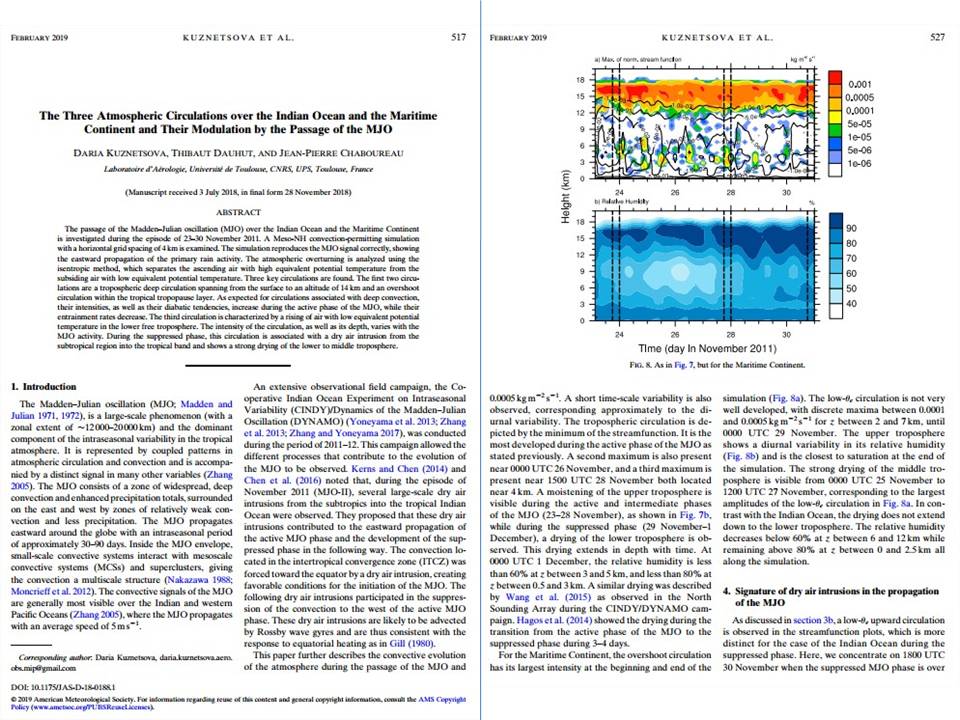 FEBRUARY 2019
KUZNETSOVA ET AL.
517
The Three Atmospheric Circulations over the Indian Ocean and the Maritime
Continent and Their Modulation by the Passage of the MJO
DARIA KUZNETSOVA, THIBAUT DAUHUT, AND JEAN-PIERRE CHABOUREAU
Laboratoire d'Aérologie, Université de Toulouse, CNRS, UPS, Toulouse, France
(Manuscript received 3 July 2018, in final form 28 November 2018)
ABSTRACT
The passage of the Madden–Julian oscillation (MJO) over the Indian Ocean and the Maritime Continent
is investigated during the episode of 23–30 November 2011. A Meso-NH convection-permitting simulation
with a horizontal grid spacing of 4 km is examined. The simulation reproduces the MJO signal correctly, showing
the eastward propagation of the primary rain activity. The atmospheric overturning is analyzed using the
isentropic method, which separates the ascending air with high equivalent potential temperature from the
subsiding air with low equivalent potential temperature. Three key circulations are found. The first two circu-
lations are a tropospheric deep circulation spanning from the surface to an altitude of 14 km and an overshoot
circulation within the tropical tropopause layer. As expected for circulations associated with deep convection,
their intensities, as well as their diabatic tendencies, increase during the active phase of the MJO, while their
entrainment rates decrease. The third circulation is characterized by a rising of air with low equivalent potential
temperature in the lower free troposphere. The intensity of the circulation, as well as its depth, varies with the
MJO activity. During the suppressed phase, this circulation is associated with a dry air intrusion from the
subtropical region into the tropical band and shows a strong drying of the lower to middle troposphere.
1. Introduction
The Madden–Julian oscillation (MJO; Madden and
Julian 1971, 1972), is a large-scale phenomenon (with a
zonal extent of ~12 000–20 000 km) and the dominant
component of the intraseasonal variability in the tropical
atmosphere. It is represented by coupled patterns in
atmospheric circulation and convection and is accompa-
nied by a distinct signal in many other variables (Zhang
2005). The MJO consists of a zone of widespread, deep
convection and enhanced precipitation totals, surrounded
on the east and west by zones of relatively weak con-
vection and less precipitation. The MJO propagates
eastward around the globe with an intraseasonal period
of approximately 30–90 days. Inside the MJO envelope,
small-scale convective systems interact with mesoscale
convective systems (MCSs) and superclusters, giving
the convection a multiscale structure (Nakazawa 1988;
Moncrieff et al. 2012). The convective signals of the MJO
are generally most visible over the Indian and western
Pacific Oceans (Zhang 2005), where the MJO propagates
with an average speed of 5 m s⁻¹.
Corresponding author: Daria Kuznetsova, daria.kuznetsova.aero.
obs.mip@gmail.com
An extensive observational field campaign, the Co-
operative Indian Ocean Experiment on Intraseasonal
Variability (CINDY)/Dynamics of the Madden–Julian
Oscillation (DYNAMO) (Yoneyama et al. 2013; Zhang
et al. 2013; Zhang and Yoneyama 2017), was conducted
during the period of 2011–12. This campaign allowed the
different processes that contribute to the evolution of
the MJO to be observed. Kerns and Chen (2014) and
Chen et al. (2016) noted that, during the episode of
November 2011 (MJO-II), several large-scale dry air
intrusions from the subtropics into the tropical Indian
Ocean were observed. They proposed that these dry air
intrusions contributed to the eastward propagation of
the active MJO phase and the development of the sup-
pressed phase in the following way. The convection lo-
cated in the intertropical convergence zone (ITCZ) was
forced toward the equator by a dry air intrusion, creating
favorable conditions for the initiation of the MJO. The
following dry air intrusions participated in the suppres-
sion of the convection to the west of the active MJO
phase. These dry air intrusions are likely to be advected
by Rossby wave gyres and are thus consistent with the
response to equatorial heating as in Gill (1980).
This paper further describes the convective evolution
of the atmosphere during the passage of the MJO and
DOI: 10.1175/JAS-D-18-0188.1
© 2019 American Meteorological Society. For information regarding reuse of this content and general copyright information, consult the AMS Copyright
Policy (www.ametsoc.org/PUBSReuseLicenses).
FEBRUARY 2019
KUZNETSOVA ET AL.
527
a) Max. of norm. stream function
kg m⁻² s⁻¹
18
15
12
9
6
3
0
24
26
28
30
0.001
0.0005
0.0001
5e-05
1e-05
5e-06
1e-06
b) Relative Humidity
%
18
15
12
9
6
3
0
24
26
28
30
90
80
70
60
50
40
Height (km)
Time (day in November 2011)
FIG. 8. As in Fig. 7, but for the Maritime Continent.
0.0005 kg m⁻² s⁻¹. A short time-scale variability is also
observed, corresponding approximately to the di-
urnal variability. The tropospheric circulation is de-
picted by the minimum of the streamfunction. It is the
most developed during the active phase of the MJO as
stated previously. A second maximum is also present
near 0000 UTC 26 November, and a third maximum is
present near 1500 UTC 28 November both located
near 4 km. A moistening of the upper troposphere is
visible during the active and intermediate phases
of the MJO (23–28 November), as shown in Fig. 7b,
while during the suppressed phase (29 November–1
December), a drying of the lower troposphere is ob-
served. This drying extends in depth with time. At
0000 UTC 1 December, the relative humidity is less
than 60% at z between 3 and 5 km, and less than 80% at
z between 0.5 and 3 km. A similar drying was described
by Wang et al. (2015) as observed in the North
Sounding Array during the CINDY/DYNAMO cam-
paign. Hagos et al. (2014) showed the drying during the
transition from the active phase of the MJO to the
suppressed phase during 3–4 days.
For the Maritime Continent, the overshoot circulation
has its largest intensity at the beginning and end of the
simulation (Fig. 8a). The low-θₑ circulation is not very
well developed, with discrete maxima between 0.0001
and 0.0005 kg m⁻² s⁻¹ for z between 2 and 7 km, until
0000 UTC 29 November. The upper troposphere
shows a diurnal variability in its relative humidity
(Fig. 8b) and is the closest to saturation at the end of
the simulation. The strong drying of the middle tro-
posphere is visible from 0000 UTC 25 November to
1200 UTC 27 November, corresponding to the largest
amplitudes of the low-θₑ circulation in Fig. 8a. In con-
trast with the Indian Ocean, the drying does not extend
down to the lower troposphere. The relative humidity
decreases below 60% at z between 6 and 12 km while
remaining above 80% at z between 0 and 2.5 km all
along the simulation.
4. Signature of dry air intrusions in the propagation
of the MJO
As discussed in section 3b, a low-θₑ upward circulation
is observed in the streamfunction plots, which is more
distinct for the case of the Indian Ocean during the
suppressed phase. Here, we concentrate on 1800 UTC
30 November when the suppressed MJO phase is over